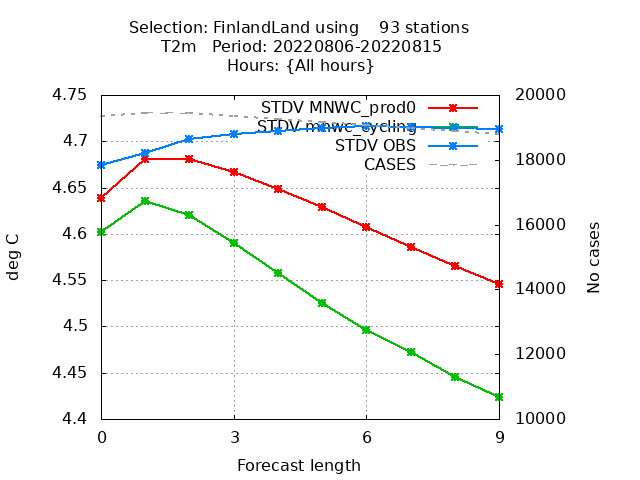 Selection: FinlandLand using 93 stations
T2m Period: 20220806-20220815
Hours: {All hours}
4.75
4.7
4.65
4.6
4.55
4.5
4.45
4.4
deg C
STDV MNWC_prod0
STDV mnwc_cycling
STDV OBS
CASES
20000
18000
16000
14000
12000
10000
No cases
0 3 6 9
Forecast length